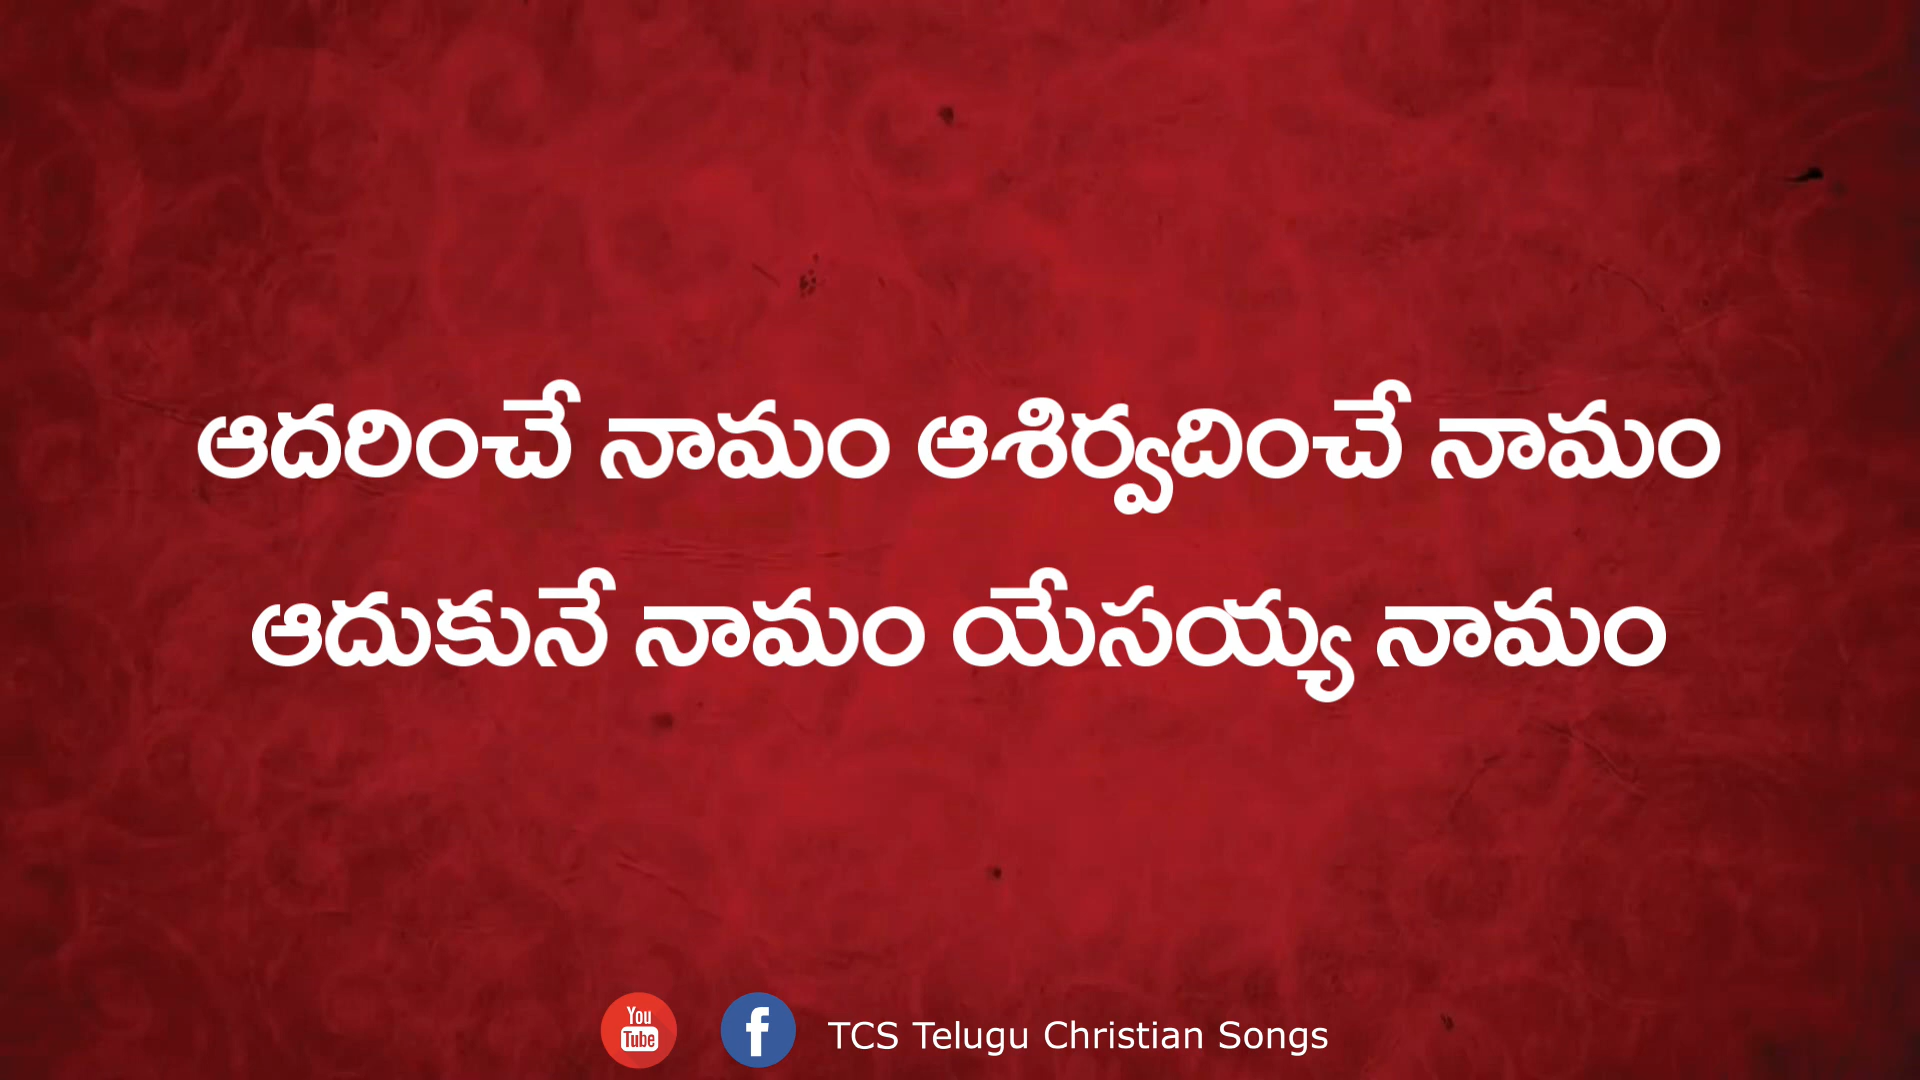 ఆదరించే నామం ఆశిర్వదించే నామం
ఆదుకునే నామం యేసయ్య నామం
You Tube f TCS Telugu Christian Songs